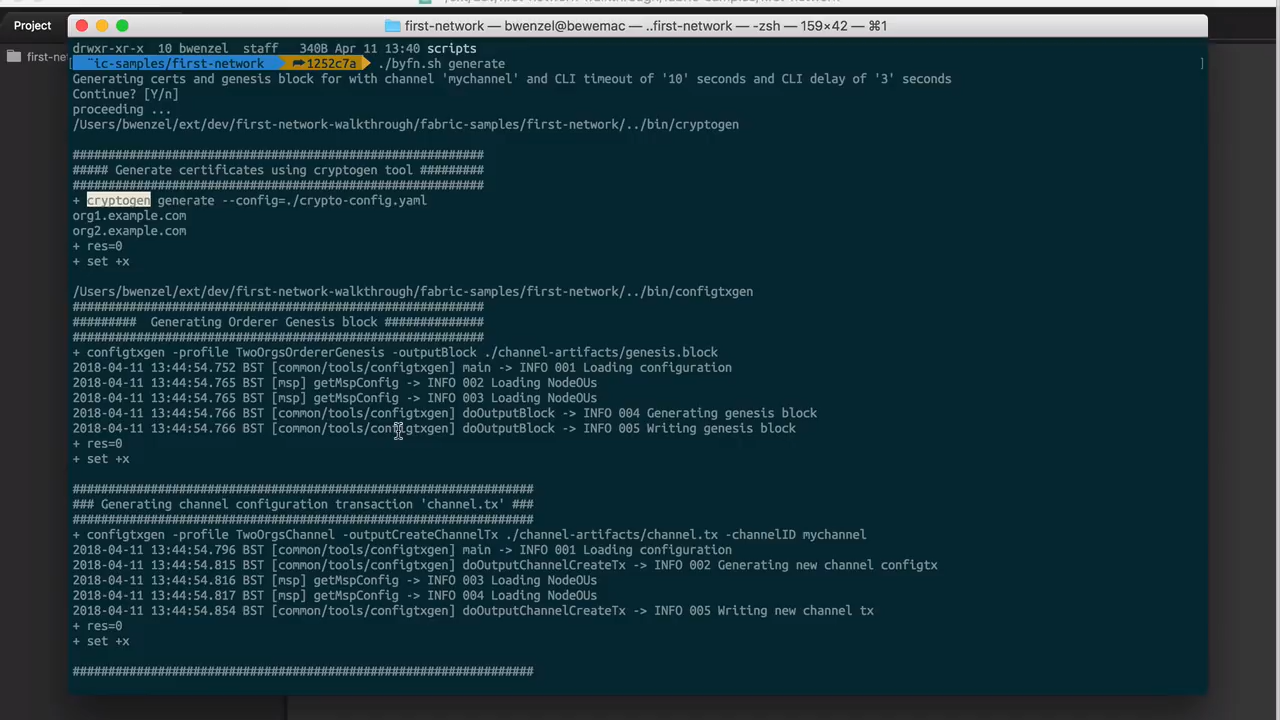 Project
first-network — bwenzel@bewemac — ..first-network — -zsh — 159×42 — ⌘1
first-ne
drwxr-xr-x  10 bwenzel  staff   340B Apr 11 13:40 scripts
~ic-samples/first-network  ➦1252c7a  ./byfn.sh generate
Generating certs and genesis block for with channel 'mychannel' and CLI timeout of '10' seconds and CLI delay of '3' seconds
Continue? [Y/n]
proceeding ...
/Users/bwenzel/ext/dev/first-network-walkthrough/fabric-samples/first-network/../bin/cryptogen
##########################################################
##### Generate certificates using cryptogen tool #########
##########################################################
+ cryptogen generate --config=./crypto-config.yaml
org1.example.com
org2.example.com
+ res=0
+ set +x
/Users/bwenzel/ext/dev/first-network-walkthrough/fabric-samples/first-network/../bin/configtxgen
##########################################################
#########  Generating Orderer Genesis block ##############
##########################################################
+ configtxgen -profile TwoOrgsOrdererGenesis -outputBlock ./channel-artifacts/genesis.block
2018-04-11 13:44:54.752 BST [common/tools/configtxgen] main -> INFO 001 Loading configuration
2018-04-11 13:44:54.765 BST [msp] getMspConfig -> INFO 002 Loading NodeOUs
2018-04-11 13:44:54.765 BST [msp] getMspConfig -> INFO 003 Loading NodeOUs
2018-04-11 13:44:54.766 BST [common/tools/configtxgen] doOutputBlock -> INFO 004 Generating genesis block
2018-04-11 13:44:54.766 BST [common/tools/configtxgen] doOutputBlock -> INFO 005 Writing genesis block
+ res=0
+ set +x
#################################################################
### Generating channel configuration transaction 'channel.tx' ###
#################################################################
+ configtxgen -profile TwoOrgsChannel -outputCreateChannelTx ./channel-artifacts/channel.tx -channelID mychannel
2018-04-11 13:44:54.796 BST [common/tools/configtxgen] main -> INFO 001 Loading configuration
2018-04-11 13:44:54.815 BST [common/tools/configtxgen] doOutputChannelCreateTx -> INFO 002 Generating new channel configtx
2018-04-11 13:44:54.816 BST [msp] getMspConfig -> INFO 003 Loading NodeOUs
2018-04-11 13:44:54.817 BST [msp] getMspConfig -> INFO 004 Loading NodeOUs
2018-04-11 13:44:54.854 BST [common/tools/configtxgen] doOutputChannelCreateTx -> INFO 005 Writing new channel tx
+ res=0
+ set +x
#################################################################